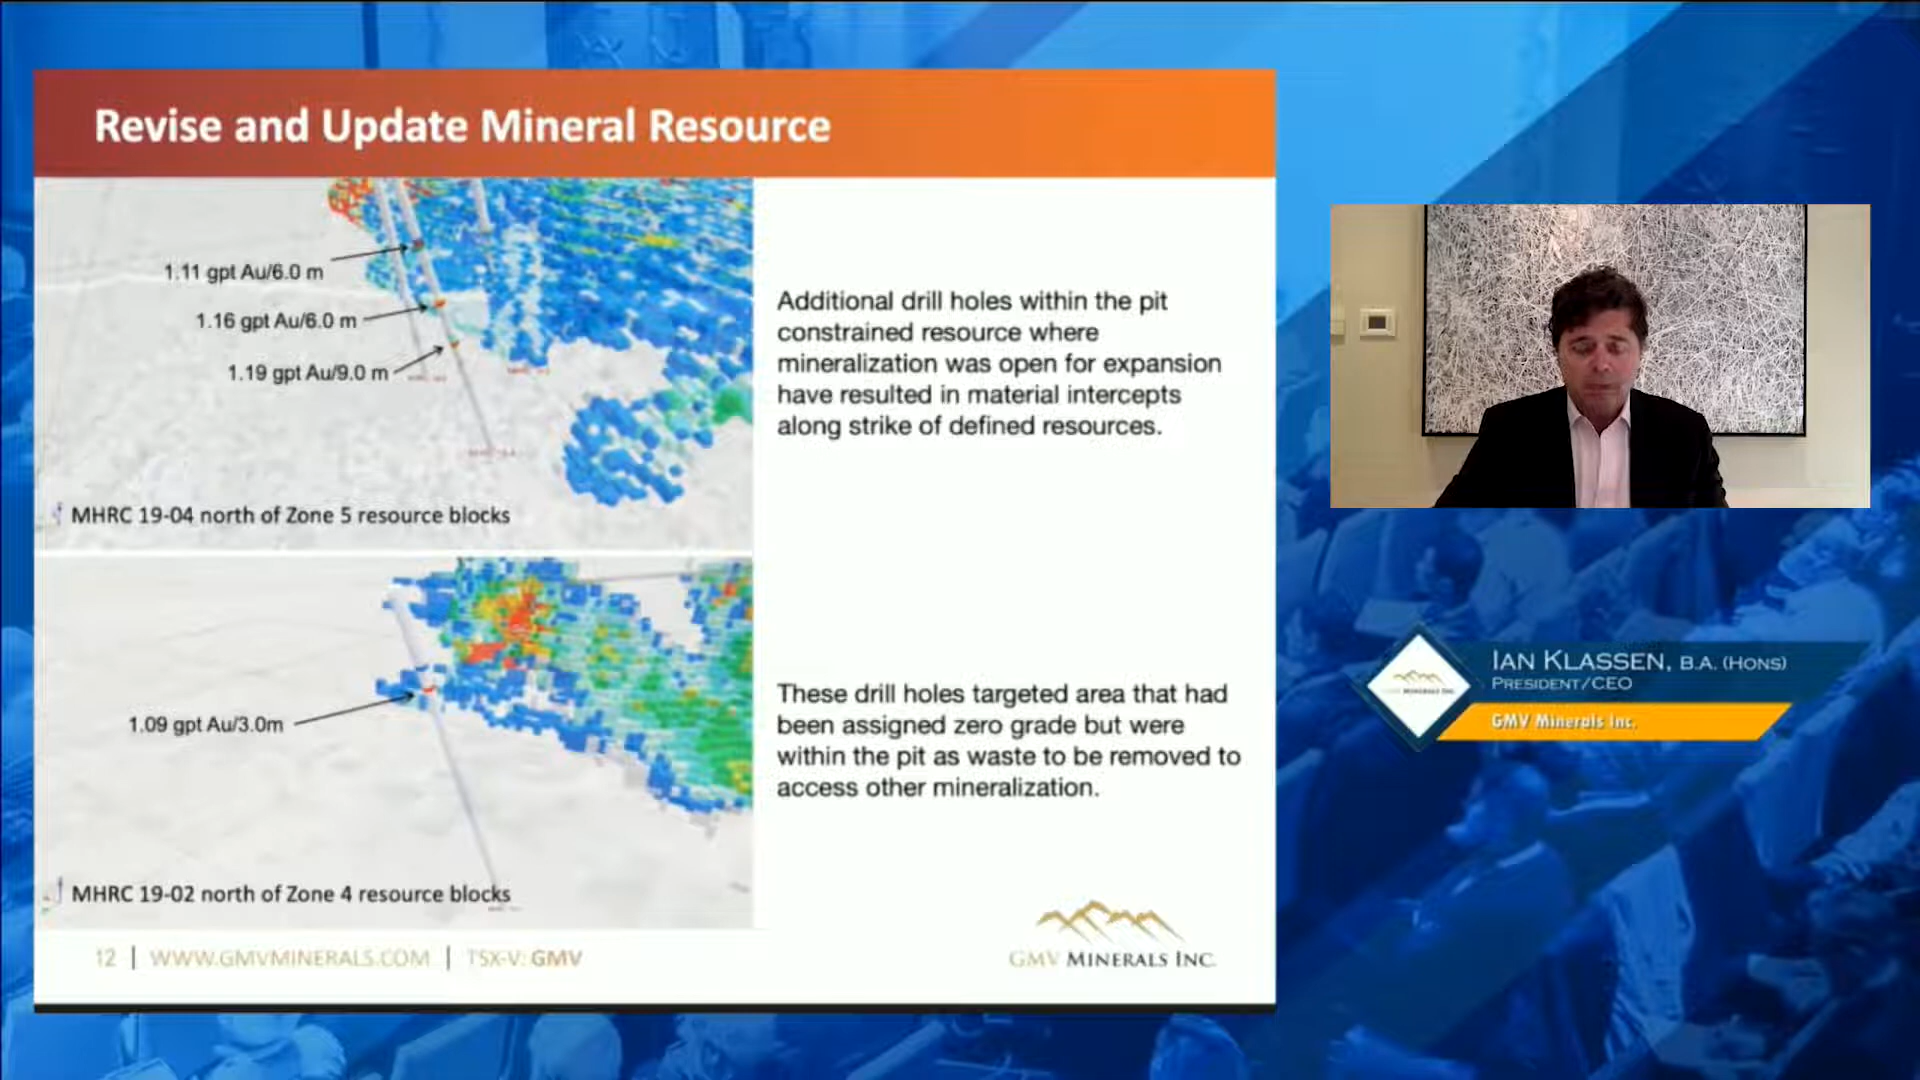 Revise and Update Mineral Resource
1.11 gpt Au/6.0 m
1.16 gpt Au/6.0 m
1.19 gpt Au/9.0 m
MHRC 19-04 north of Zone 5 resource blocks
Additional drill holes within the pit
constrained resource where
mineralization was open for expansion
have resulted in material intercepts
along strike of defined resources.
1.09 gpt Au/3.0m
MHRC 19-02 north of Zone 4 resource blocks
These drill holes targeted area that had
been assigned zero grade but were
within the pit as waste to be removed to
access other mineralization.
12 | WWW.GMVMINERALS.COM | TSX-V: GMV
GMV MINERALS INC.
IAN KLASSEN, B.A. (HONS)
PRESIDENT/CEO
GMV Minerals Inc.